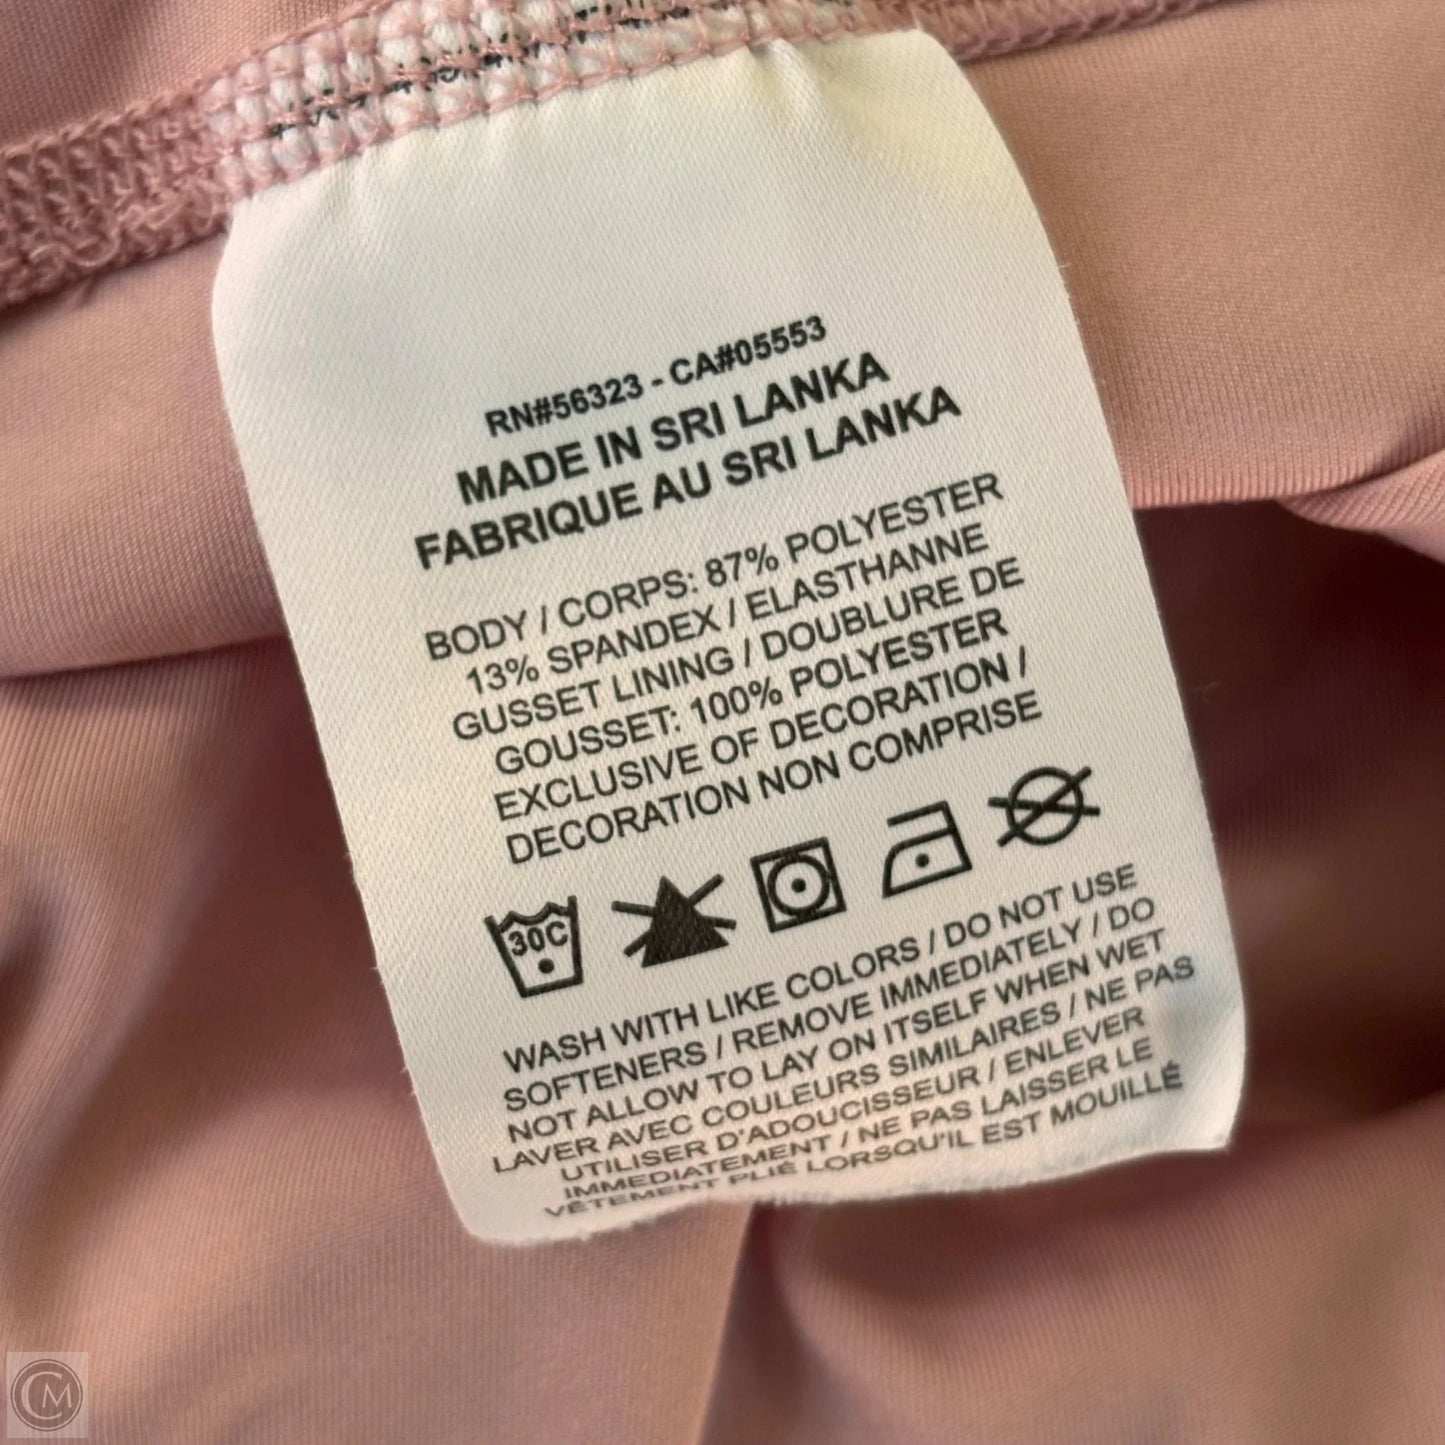 RN#56323 - CA#05553
MADE IN SRI LANKA
FABRIQUE AU SRI LANKA
BODY / CORPS: 87% POLYESTER
13% SPANDEX / ELASTHANNE
GUSSET LINING / DOUBLURE DE
GOUSSET: 100% POLYESTER
EXCLUSIVE OF DECORATION /
DECORATION NON COMPRISE
30C
WASH WITH LIKE COLORS / DO NOT USE
SOFTENERS / REMOVE IMMEDIATELY / DO
NOT ALLOW TO LAY ON ITSELF WHEN WET
LAVER AVEC COULEURS SIMILAIRES / NE PAS
UTILISER D'ADOUCISSEUR / ENLEVER
IMMEDIATEMENT / NE PAS LAISSER LE
VÊTEMENT PLIÉ LORSQU'IL EST MOUILLÉ
CM